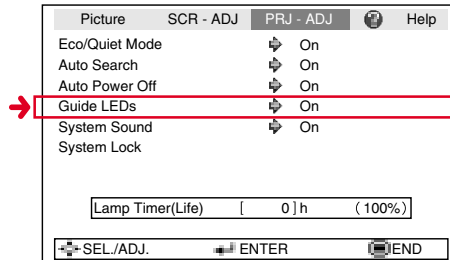 Picture SCR - ADJ PRJ - ADJ ? Help
Eco/Quiet Mode On
Auto Search On
Auto Power Off On
Guide LEDs On
System Sound On
System Lock
Lamp Timer(Life) [ 0 ] h (100%)
SEL./ADJ. ENTER END